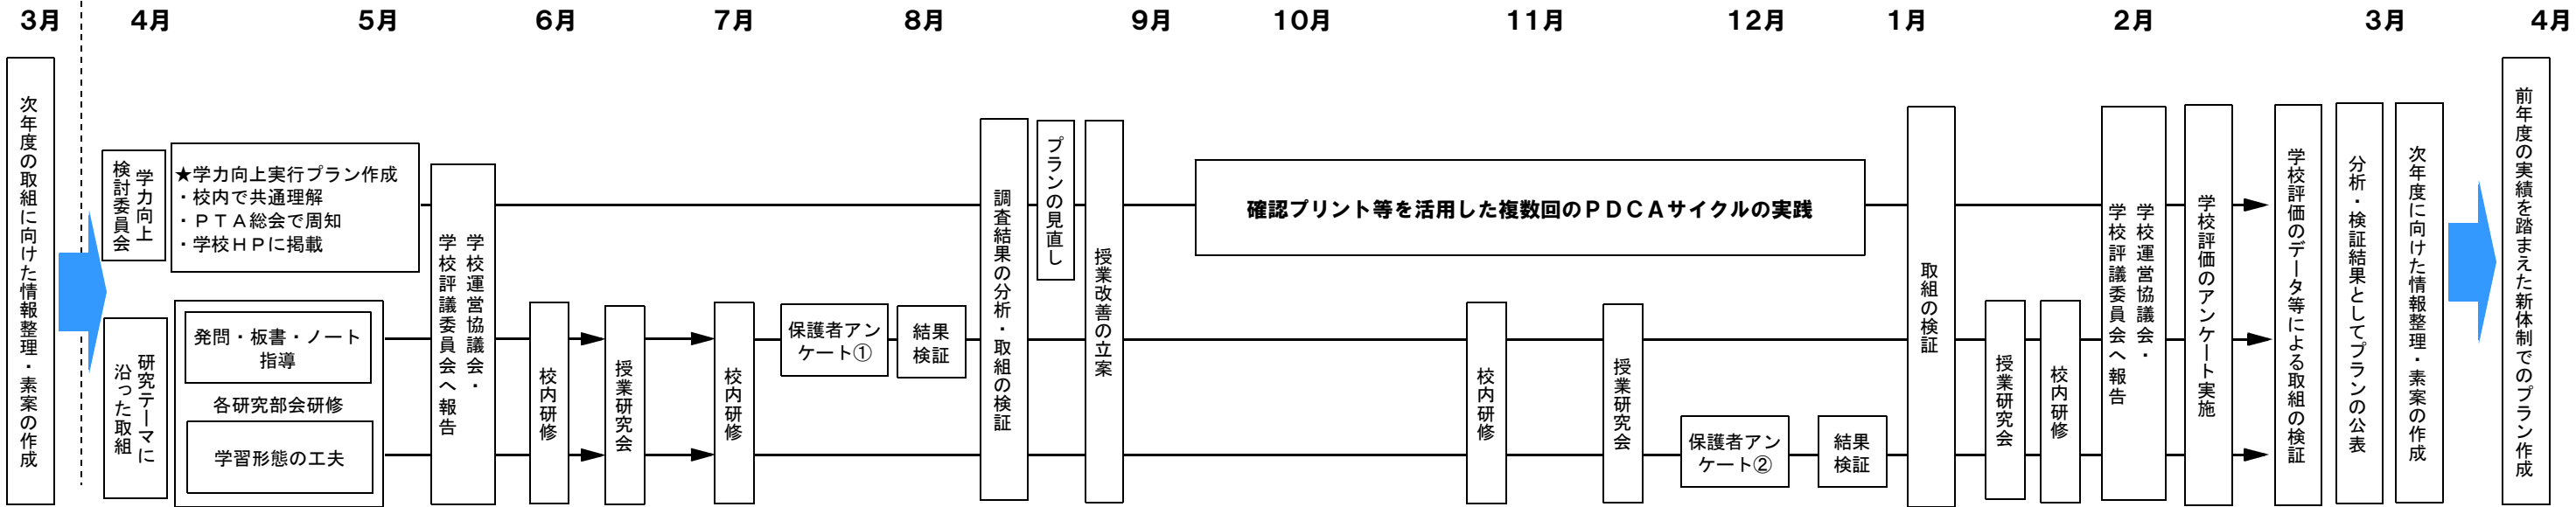 3月
4月
5月
6月
7月
8月
9月
10月
11月
12月
1月
2月
3月
4月
次年度の取組に向けた情報整理・素案の作成
学力向上
検討委員会
★学力向上実行プラン作成
・校内で共通理解
・ＰＴＡ総会で周知
・学校ＨＰに掲載
研究テーマに
沿った取組
発問・板書・ノート
指導
各研究部会研修
学習形態の工夫
学校運営協議会・
学校評議委員会へ報告
校内研修
授業研究会
校内研修
保護者アン
ケート①
結果
検証
調査結果の分析・取組の検証
プランの見直し
授業改善の立案
確認プリント等を活用した複数回のＰＤＣＡサイクルの実践
校内研修
授業研究会
保護者アン
ケート②
結果
検証
取組の検証
授業研究会
校内研修
学校運営協議会・
学校評議委員会へ報告
学校評価のアンケート実施
学校評価のデータ等による取組の検証
分析・検証結果としてプランの公表
次年度に向けた情報整理・素案の作成
前年度の実績を踏まえた新体制でのプラン作成